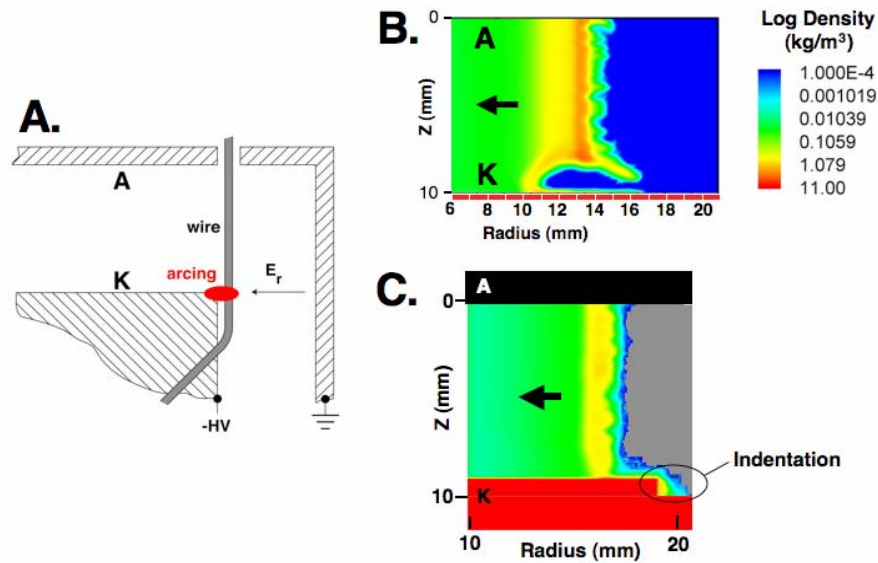 A.
A
wire
arcing
K
E_r
-HV
B.
A
K
0
10
Z (mm)
6 8 10 12 14 16 18 20
Radius (mm)
Log Density
(kg/m³)
1.000E-4
0.001019
0.01039
0.1059
1.079
11.00
C.
A
K
0
10
Z (mm)
10 20
Radius (mm)
Indentation